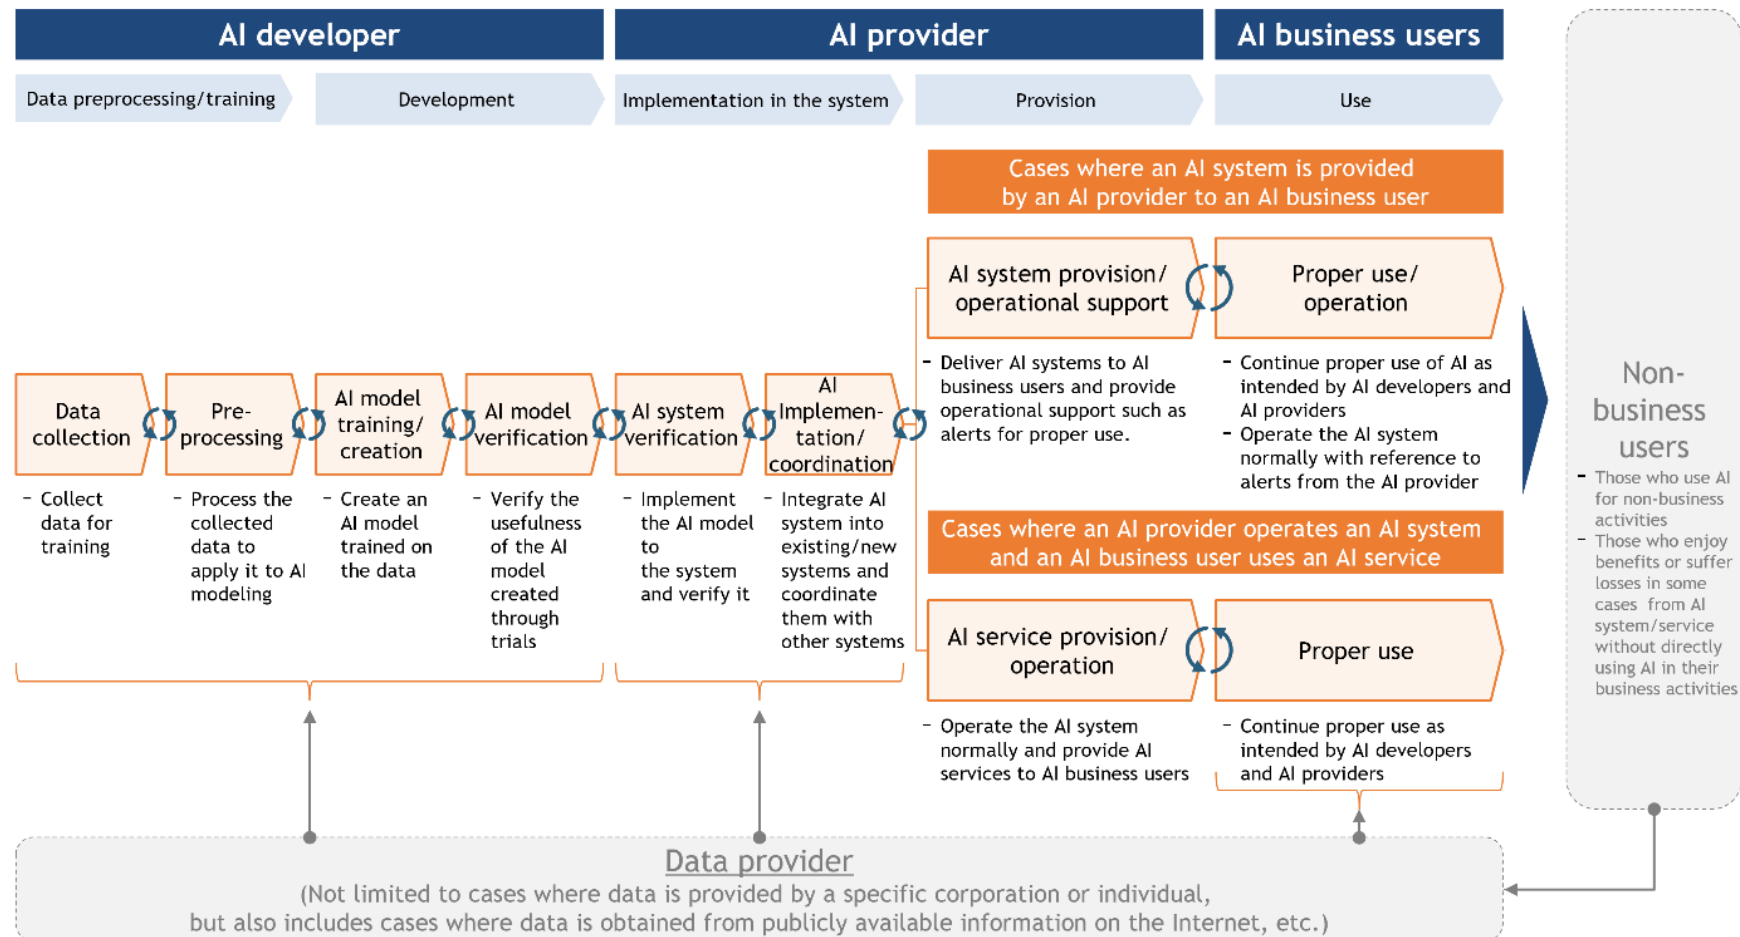 AI developer
AI provider
AI business users
Data preprocessing/training
Development
Implementation in the system
Provision
Use
Cases where an AI system is provided
by an AI provider to an AI business user
AI system provision/
operational support
Proper use/
operation
- Deliver AI systems to AI
business users and provide
operational support such as
alerts for proper use.
- Continue proper use of AI as
intended by AI developers and
AI providers
- Operate the AI system
normally with reference to
alerts from the AI provider
Data
collection
Pre-
processing
AI model
training/
creation
AI model
verification
AI system
verification
AI
Implemen-
tation/
coordination
- Collect
data for
training
- Process the
collected
data to
apply it to AI
modeling
- Create an
AI model
trained on
the data
- Verify the
usefulness
of the AI
model
created
through
trials
- Implement
the AI model
to
the system
and verify it
- Integrate AI
system into
existing/new
systems and
coordinate
them with
other systems
Cases where an AI provider operates an AI system
and an AI business user uses an AI service
AI service provision/
operation
Proper use
- Operate the AI system
normally and provide AI
services to AI business users
- Continue proper use as
intended by AI developers
and AI providers
Non-
business
users
- Those who use AI
for non-business
activities
- Those who enjoy
benefits or suffer
losses in some
cases from AI
system/service
without directly
using AI in their
business activities
Data provider
(Not limited to cases where data is provided by a specific corporation or individual,
but also includes cases where data is obtained from publicly available information on the Internet, etc.)